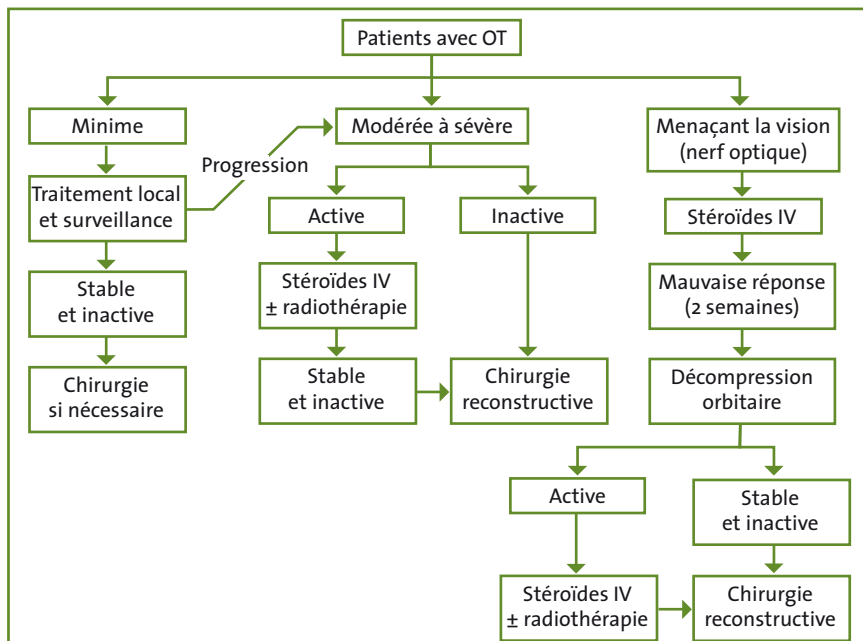 Patients avec OT
Minime
Modérée à sévère
Menaçant la vision
(nerf optique)
Progression
Traitement local
et surveillance
Active
Inactive
Stéroïdes IV
Stable
et inactive
Stéroïdes IV
± radiothérapie
Mauvaise réponse
(2 semaines)
Chirurgie
si nécessaire
Stable
et inactive
Chirurgie
reconstructive
Décompression
orbitaire
Active
Stable
et inactive
Stéroïdes IV
± radiothérapie
Chirurgie
reconstructive